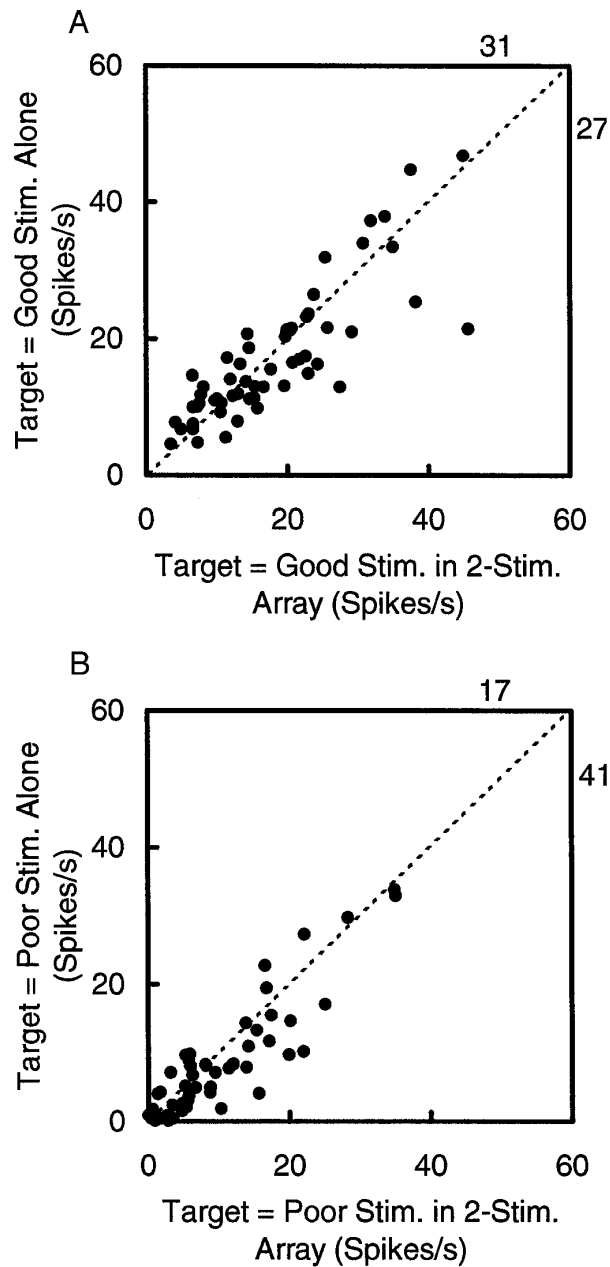 A
31
60
27
40
20
0
Target = Good Stim. Alone
(Spikes/s)
0 20 40 60
Target = Good Stim. in 2-Stim.
Array (Spikes/s)
B
17
60
41
40
20
0
Target = Poor Stim. Alone
(Spikes/s)
0 20 40 60
Target = Poor Stim. in 2-Stim.
Array (Spikes/s)